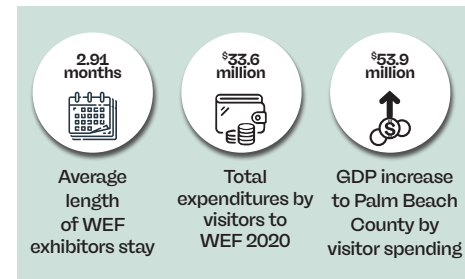 2.91
months
Average
length
of WEF
exhibitors stay
$33.6
million
Total
expenditures by
visitors to
WEF 2020
$53.9
million
$
GDP increase
to Palm Beach
County by
visitor spending